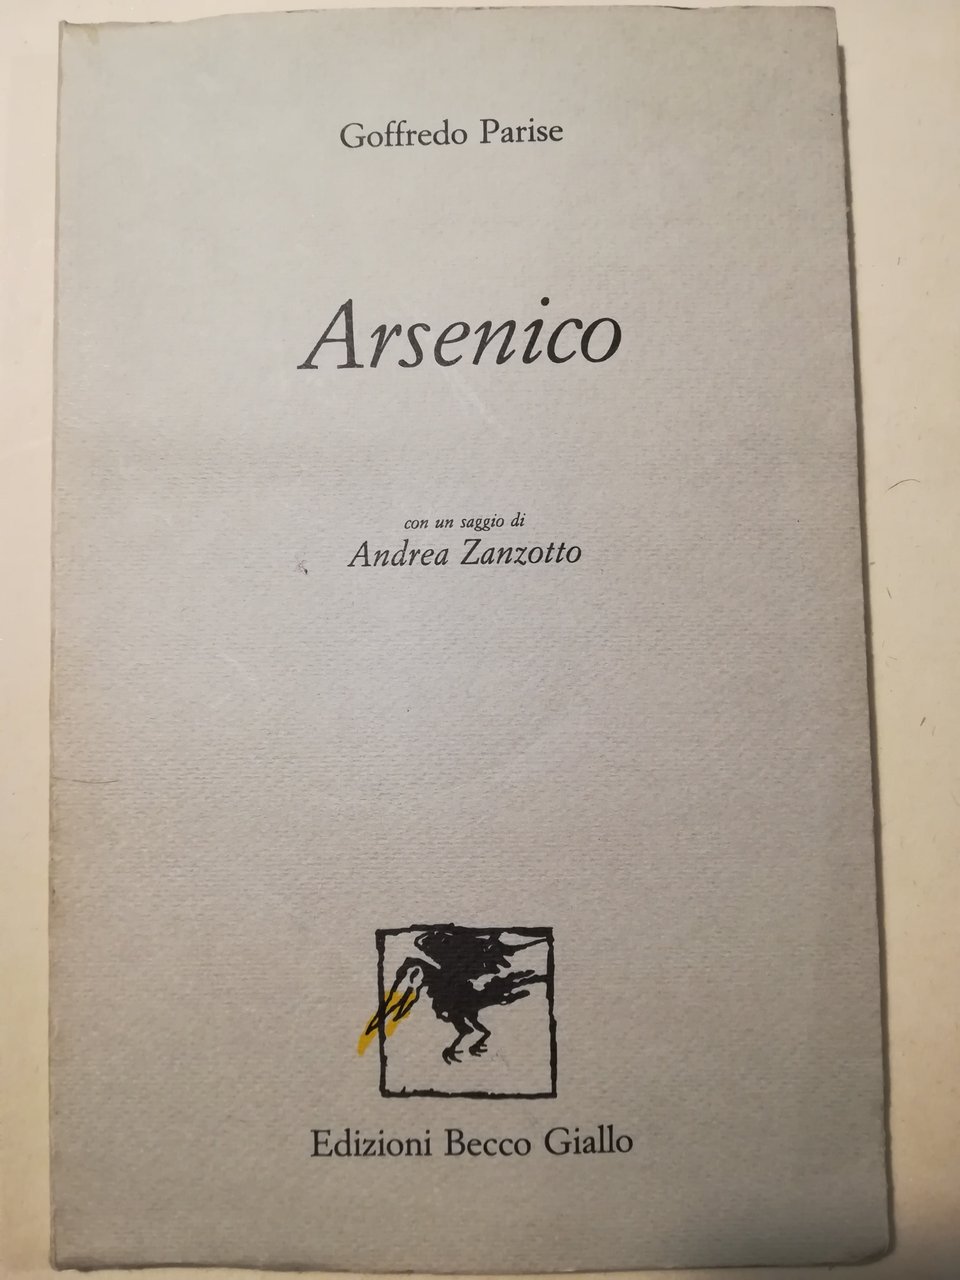 Goffredo Parise
Arsenico
con un saggio di
Andrea Zanzotto
Edizioni Becco Giallo